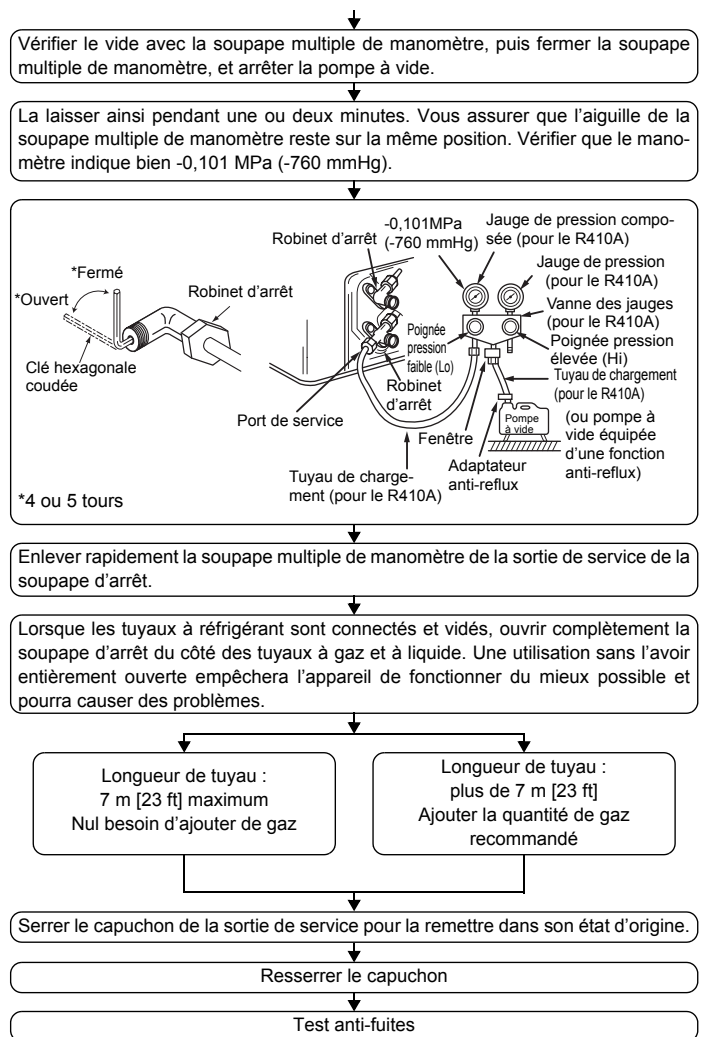 Vérifier le vide avec la soupape multiple de manomètre, puis fermer la soupape
multiple de manomètre, et arrêter la pompe à vide.
La laisser ainsi pendant une ou deux minutes. Vous assurer que l'aiguille de la
soupape multiple de manomètre reste sur la même position. Vérifier que le mano-
mètre indique bien -0,101 MPa (-760 mmHg).
*Fermé
*Ouvert
Robinet d'arrêt
Clé hexagonale
coudée
*4 ou 5 tours
Robinet d'arrêt
-0,101MPa
(-760 mmHg)
Jauge de pression compo-
sée (pour le R410A)
Jauge de pression
(pour le R410A)
Vanne des jauges
(pour le R410A)
Poignée
pression
faible (Lo)
Poignée pression
élevée (Hi)
Robinet
d'arrêt
Port de service
Tuyau de chargement
(pour le R410A)
Fenêtre
Pompe
à vide
(ou pompe à
vide équipée
d'une fonction
anti-reflux)
Adaptateur
anti-reflux
Tuyau de charge-
ment (pour le R410A)
Enlever rapidement la soupape multiple de manomètre de la sortie de service de la
soupape d'arrêt.
Lorsque les tuyaux à réfrigérant sont connectés et vidés, ouvrir complètement la
soupape d'arrêt du côté des tuyaux à gaz et à liquide. Une utilisation sans l'avoir
entièrement ouverte empêchera l'appareil de fonctionner du mieux possible et
pourra causer des problèmes.
Longueur de tuyau :
7 m [23 ft] maximum
Nul besoin d'ajouter de gaz
Longueur de tuyau :
plus de 7 m [23 ft]
Ajouter la quantité de gaz
recommandé
Serrer le capuchon de la sortie de service pour la remettre dans son état d'origine.
Resserrer le capuchon
Test anti-fuites